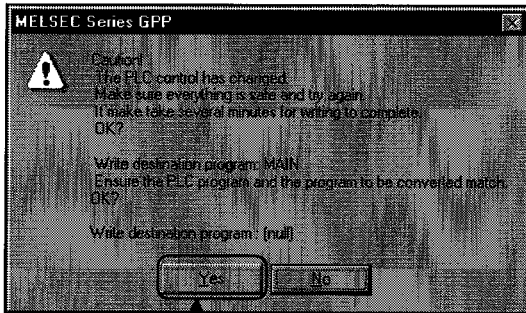 MELSEC Series GPP
Caution!
The PLC control has changed.
Make sure everything is safe and try again.
It make take several minutes for writing to complete.
OK?
Write destination program: MAIN
Ensure the PLC program and the program to be converted match.
OK?
Write destination program : (null)
Yes
No